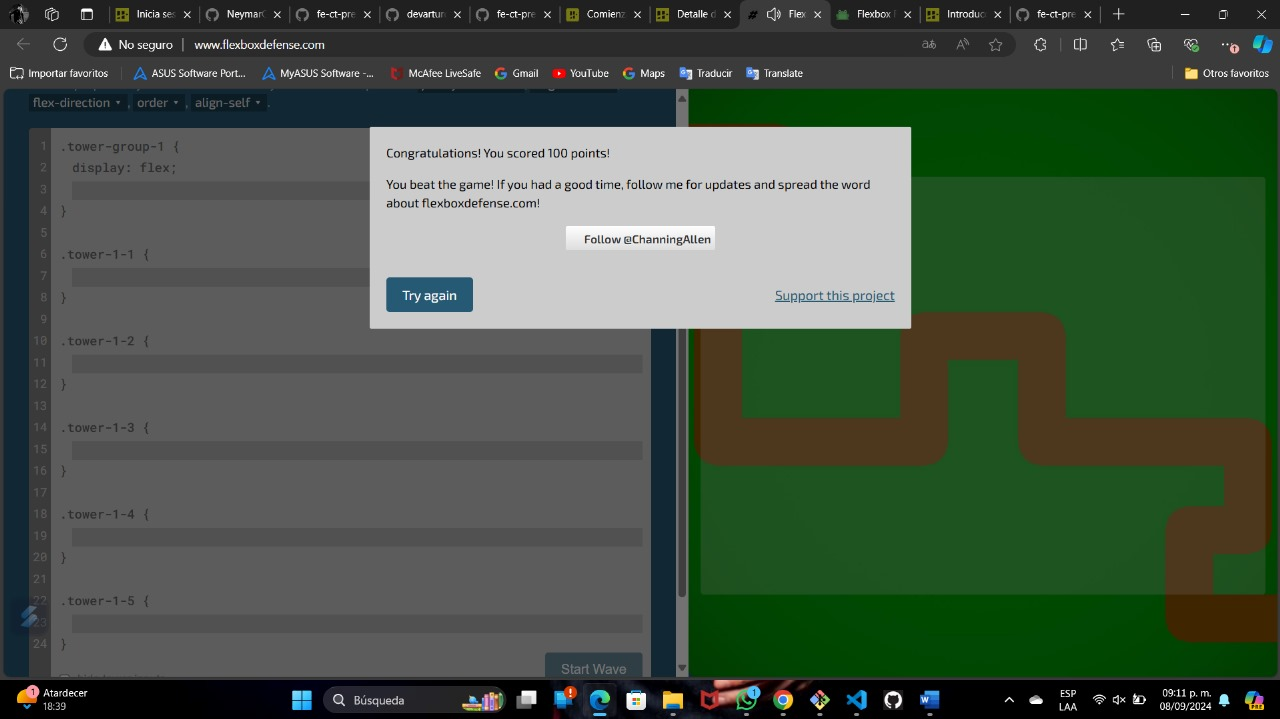 Inicia ses
Neymar
fe-ct-pre
devarture
fe-ct-pre
Comienz
Detalle d
Flex
Flexbox
Introduc
fe-ct-pre
No seguro
www.flexboxdefense.com
Importar favoritos
ASUS Software Port...
MyASUS Software -...
McAfee LiveSafe
Gmail
YouTube
Maps
Traducir
Translate
Otros favoritos
flex-direction , order , align-self .
1 .tower-group-1 {
2 display: flex;
3
4 }
5
6 .tower-1-1 {
7
8 }
9
10 .tower-1-2 {
11
12 }
13
14 .tower-1-3 {
15
16 }
17
18 .tower-1-4 {
19
20 }
21
22 .tower-1-5 {
23
24 }
Start Wave
Congratulations! You scored 100 points!
You beat the game! If you had a good time, follow me for updates and spread the word
about flexboxdefense.com!
Follow @ChanningAllen
Try again
Support this project
1
Atardecer
18:39
Búsqueda
1
ESP
LAA
09:11 p. m.
08/09/2024